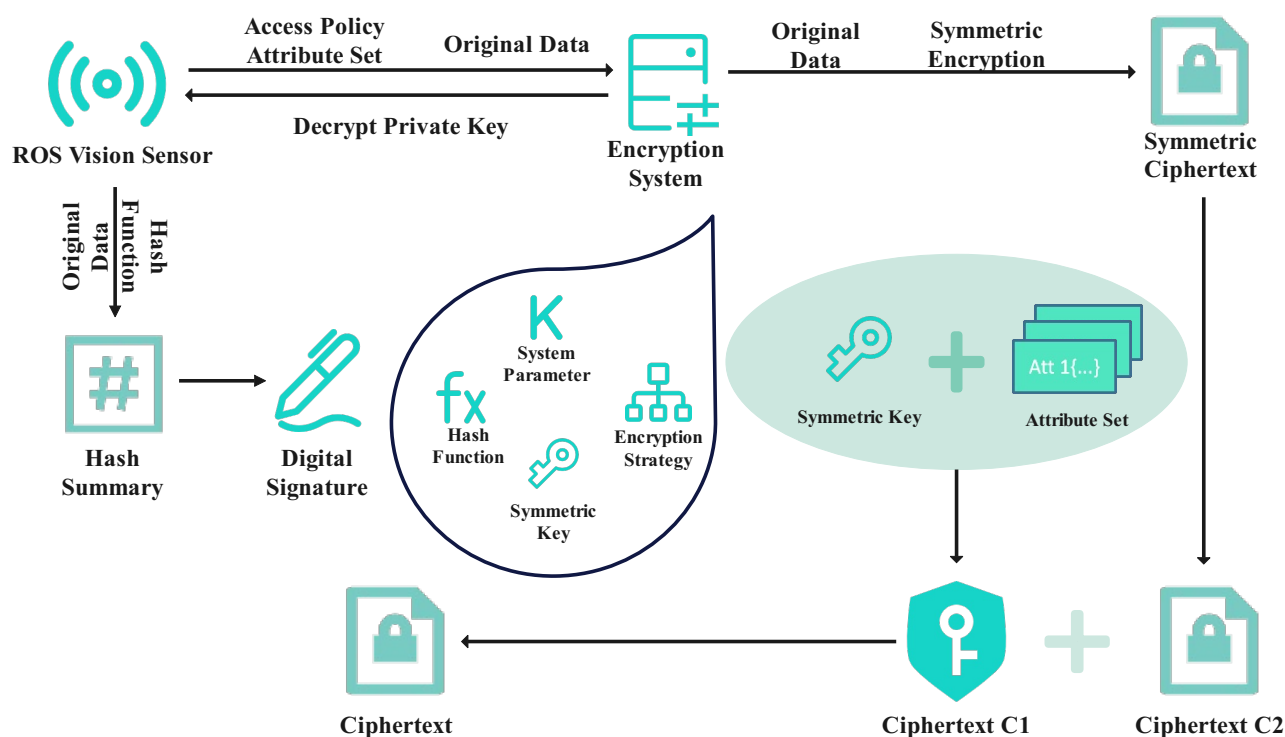 Access Policy
Attribute Set
Original Data
Decrypt Private Key
ROS Vision Sensor
Encryption
System
Original
Data
Symmetric
Encryption
Symmetric
Ciphertext
Original
Data
Hash
Function
#
Hash
Summary
Digital
Signature
K
System
Parameter
fx
Hash
Function
Encryption
Strategy
Symmetric
Key
Symmetric Key
Att 1{...}
Attribute Set
Ciphertext
Ciphertext C1
Ciphertext C2